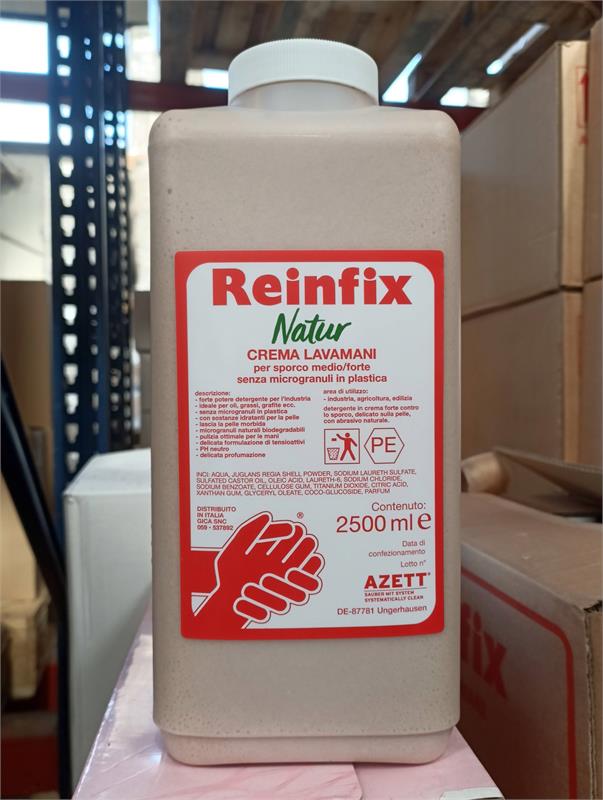 Reinfix
Natur
CREMA LAVAMANI
per sporco medio/forte
senza microgranuli in plastica
descrizione:
- forte potere detergente per l'industria
- ideale per oli, grassi, grafite ecc.
- senza microgranuli in plastica
- con sostanze idratanti per la pelle
- lascia la pelle morbida
- microgranuli naturali biodegradabili
- pulizia ottimale per le mani
- delicata formulazione di tensioattivi
- PH neutro
- delicata profumazione
area di utilizzo:
- industria, agricoltura, edilizia
detergente in crema forte contro
lo sporco, delicato sulla pelle,
con abrasivo naturale.
PE
INCI: AQUA, JUGLANS REGIA SHELL POWDER, SODIUM LAURETH SULFATE,
SULFATED CASTOR OIL, OLEIC ACID, LAURETH-6, SODIUM CHLORIDE,
SODIUM BENZOATE, CELLULOSE GUM, TITANIUM DIOXIDE, CITRIC ACID,
XANTHAN GUM, GLYCERYL OLEATE, COCO-GLUCOSIDE, PARFUM
DISTRIBUITO
IN ITALIA
GICA SNC
059 - 537892
®
Contenuto:
2500 ml e
Data di
confezionamento
Lotto n°
AZETT®
SAUBER MIT SYSTEM
SYSTEMATICALLY CLEAN
DE-87781 Ungerhausen
fix